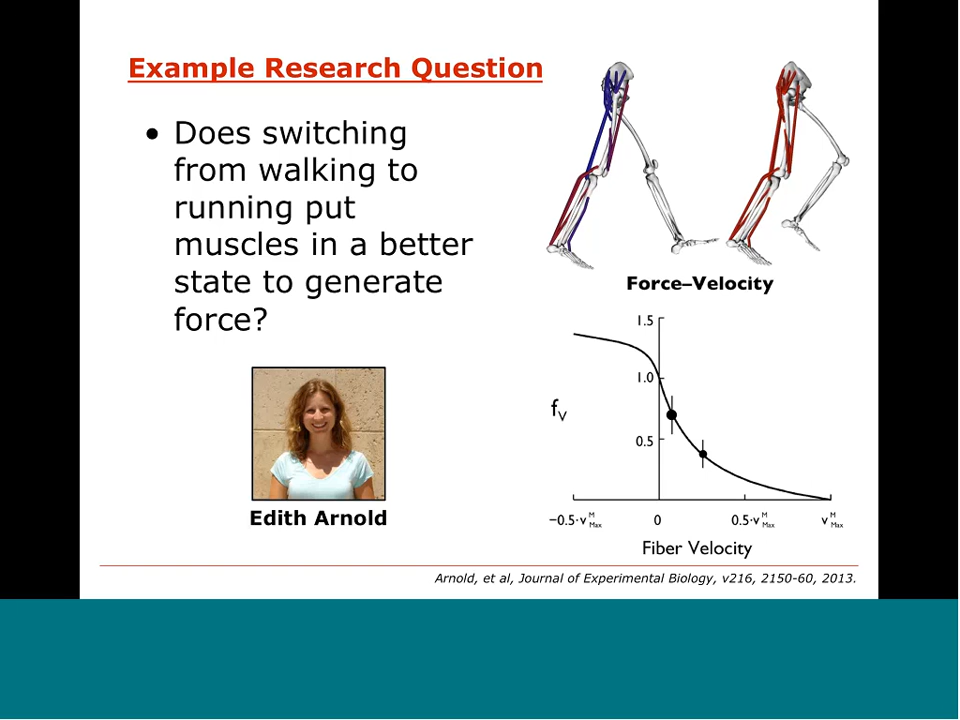 Example Research Question
• Does switching
from walking to
running put
muscles in a better
state to generate
force?
Edith Arnold
Force–Velocity
1.5
1.0
0.5
fV
−0.5·vMMax
0
0.5·vMMax
vMMax
Fiber Velocity
Arnold, et al, Journal of Experimental Biology, v216, 2150-60, 2013.